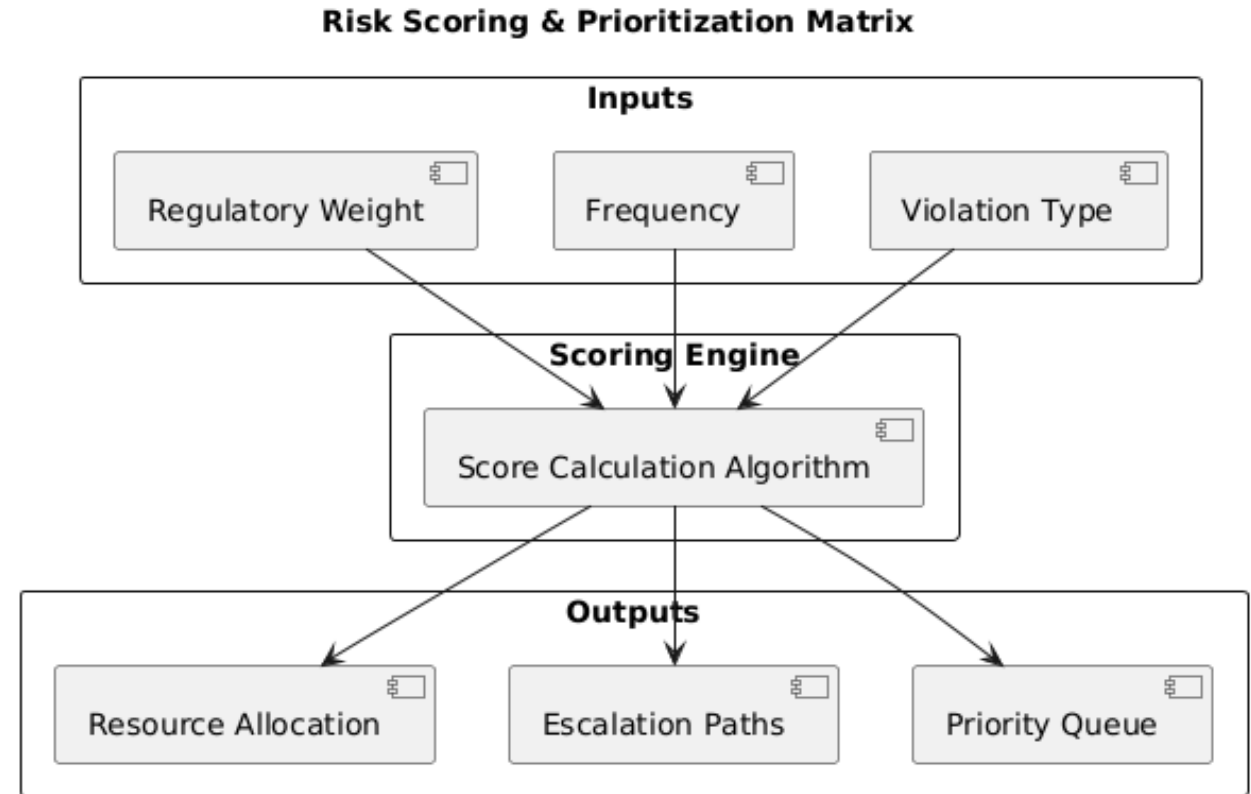 Risk Scoring & Prioritization Matrix
Inputs
Regulatory Weight
Frequency
Violation Type
Scoring Engine
Score Calculation Algorithm
Outputs
Resource Allocation
Escalation Paths
Priority Queue